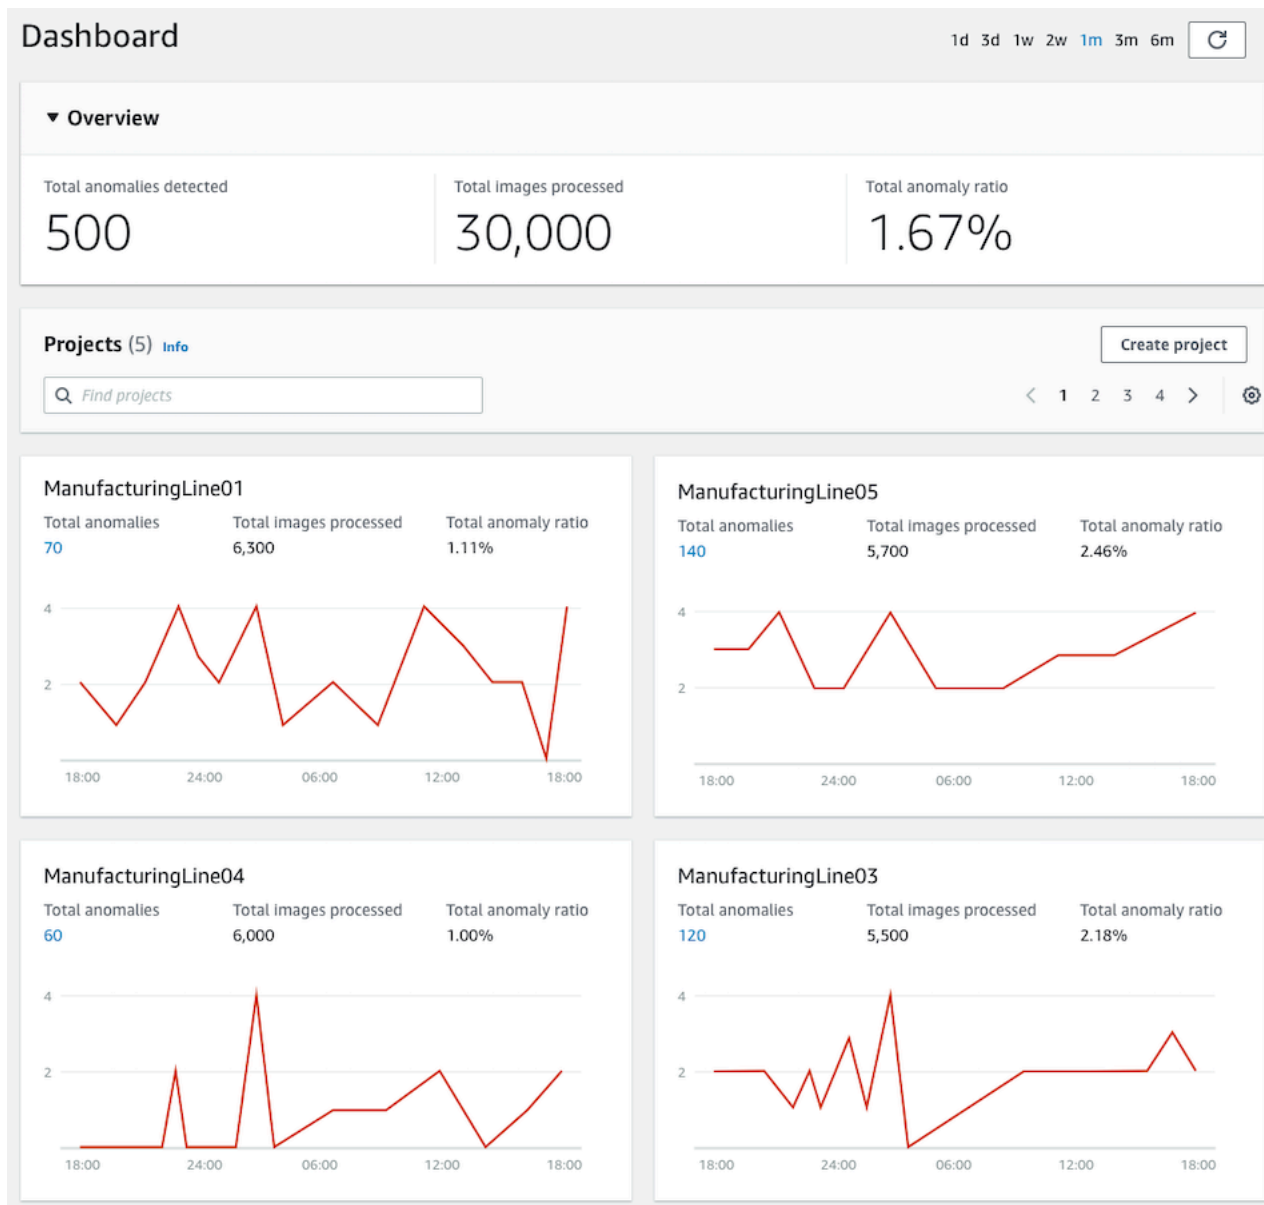 Dashboard
1d 3d 1w 2w 1m 3m 6m
Overview
Total anomalies detected
500
Total images processed
30,000
Total anomaly ratio
1.67%
Projects (5) Info
Create project
Find projects
1 2 3 4
ManufacturingLine01
Total anomalies Total images processed Total anomaly ratio
70 6,300 1.11%
4
2
18:00 24:00 06:00 12:00 18:00
ManufacturingLine05
Total anomalies Total images processed Total anomaly ratio
140 5,700 2.46%
4
2
18:00 24:00 06:00 12:00 18:00
ManufacturingLine04
Total anomalies Total images processed Total anomaly ratio
60 6,000 1.00%
4
2
18:00 24:00 06:00 12:00 18:00
ManufacturingLine03
Total anomalies Total images processed Total anomaly ratio
120 5,500 2.18%
4
2
18:00 24:00 06:00 12:00 18:00